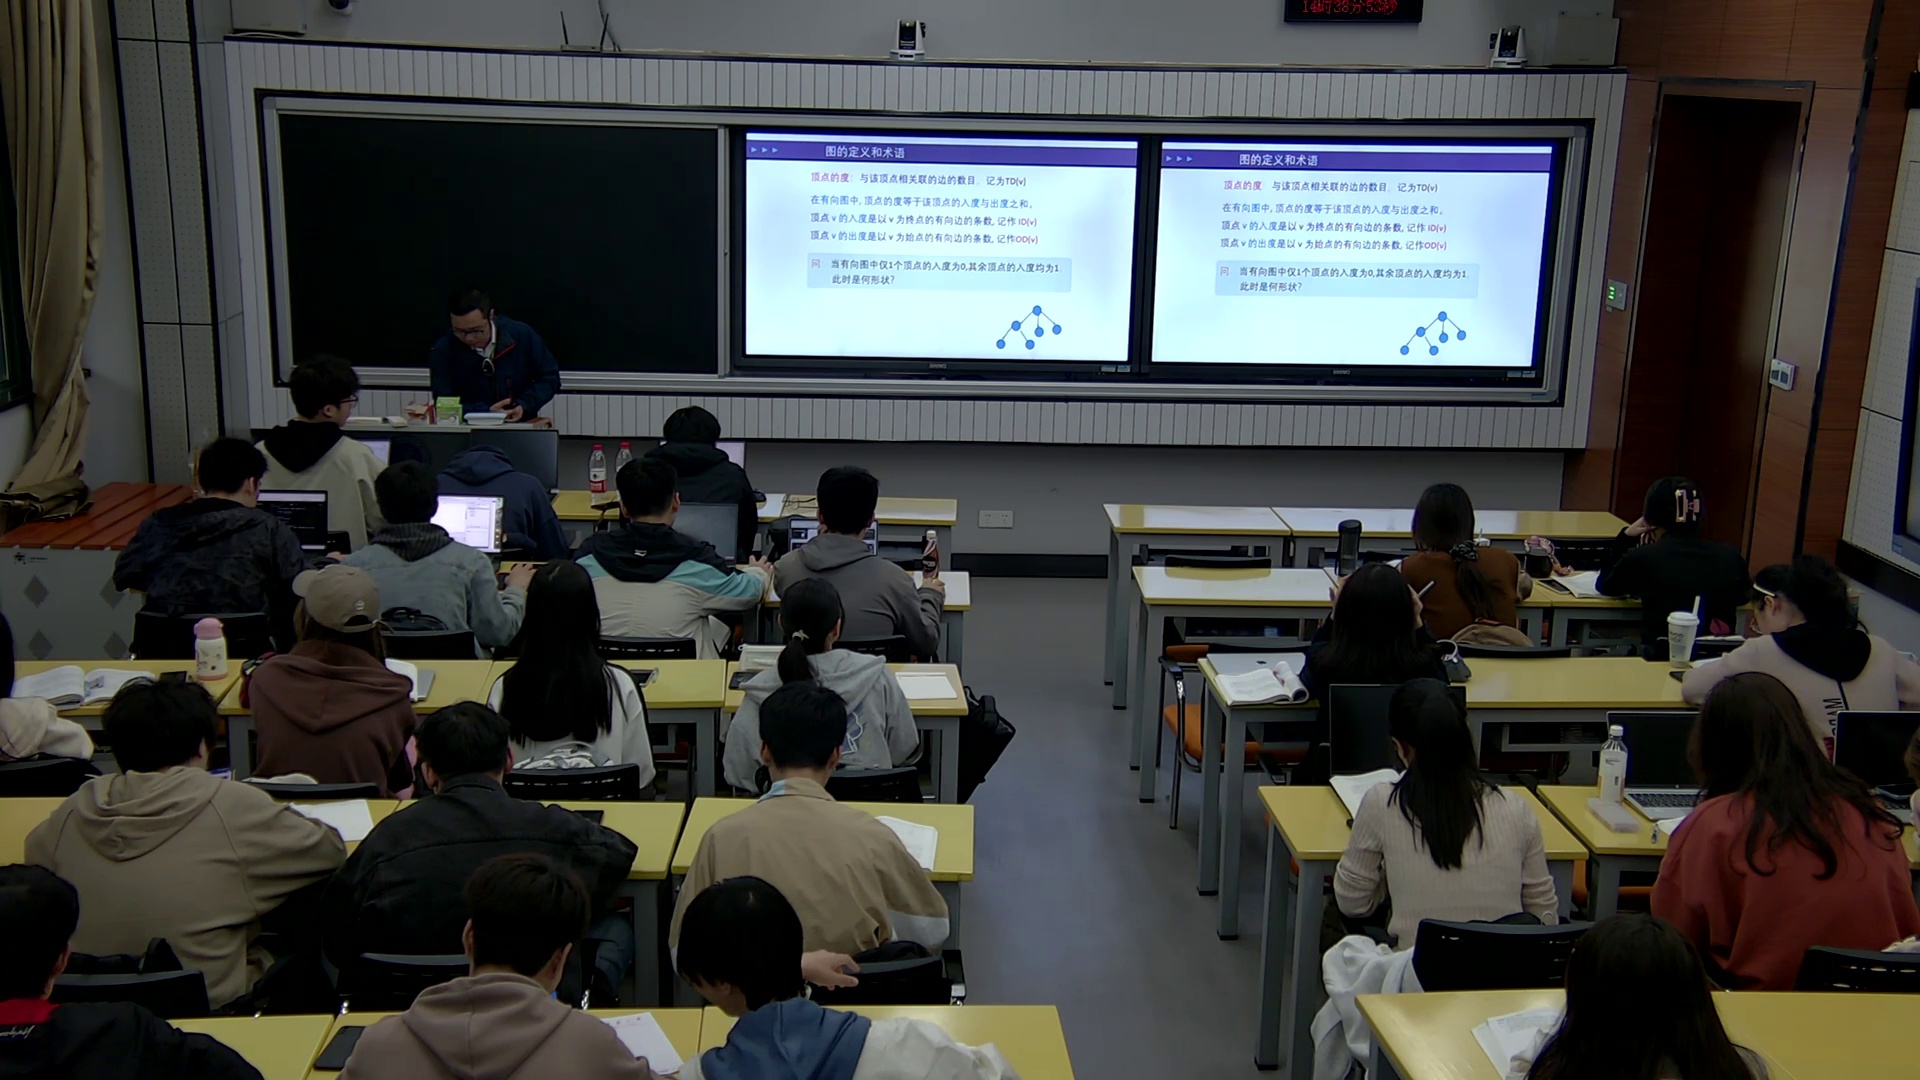 14时38分53秒
▶ ▶ ▶ 图的定义和术语
顶点的度：与该顶点相关联的边的数目，记为TD(v)
在有向图中, 顶点的度等于该顶点的入度与出度之和。
顶点 v 的入度是以 v 为终点的有向边的条数, 记作 ID(v)
顶点 v 的出度是以 v 为始点的有向边的条数, 记作OD(v)
问：当有向图中仅1个顶点的入度为0,其余顶点的入度均为1,
此时是何形状?
▶ ▶ ▶ 图的定义和术语
顶点的度：与该顶点相关联的边的数目，记为TD(v)
在有向图中, 顶点的度等于该顶点的入度与出度之和。
顶点 v 的入度是以 v 为终点的有向边的条数, 记作 ID(v)
顶点 v 的出度是以 v 为始点的有向边的条数, 记作OD(v)
问：当有向图中仅1个顶点的入度为0,其余顶点的入度均为1,
此时是何形状?